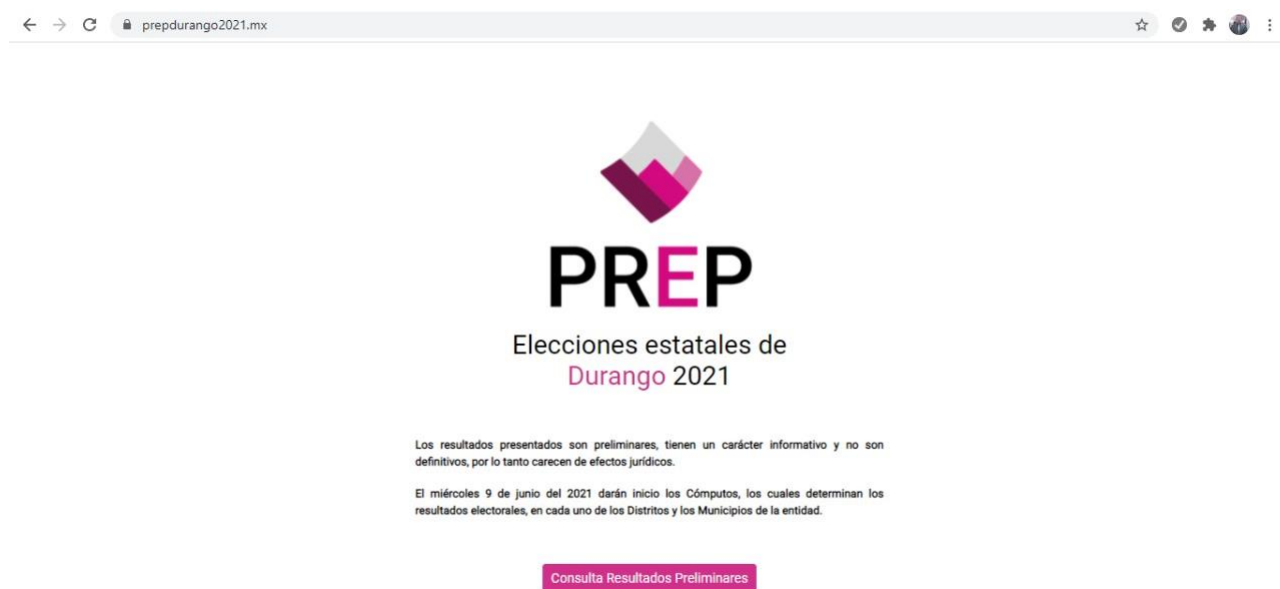 prepdurango2021.mx
PREP
Elecciones estatales de
Durango 2021
Los resultados presentados son preliminares, tienen un carácter informativo y no son
definitivos, por lo tanto carecen de efectos jurídicos.
El miércoles 9 de junio del 2021 darán inicio los Cómputos, los cuales determinan los
resultados electorales, en cada uno de los Distritos y los Municipios de la entidad.
Consulta Resultados Preliminares